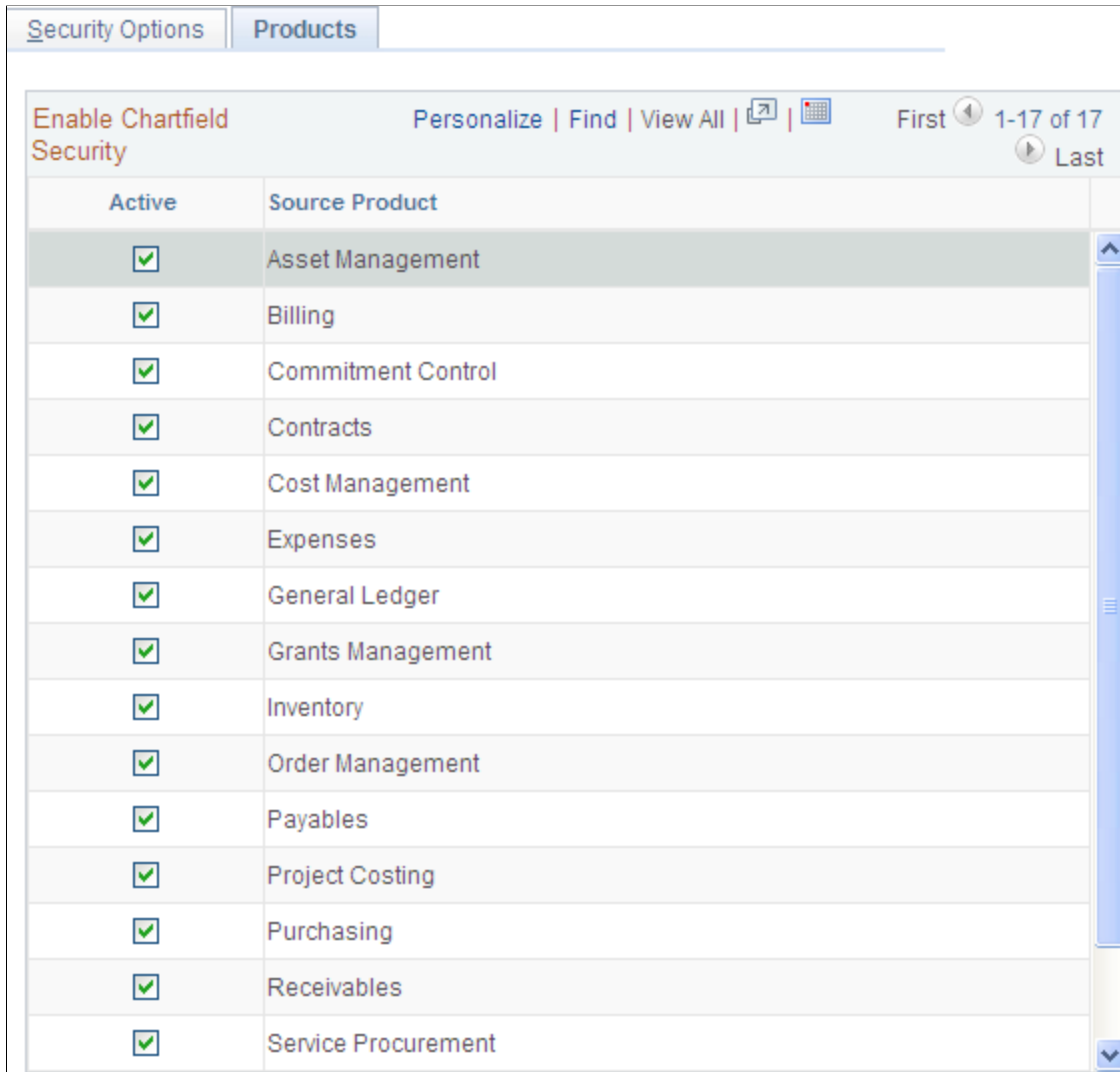 Security Options Products
Enable Chartfield Security Personalize | Find | View All | | First 1-17 of 17 Last
Active Source Product
Asset Management
Billing
Commitment Control
Contracts
Cost Management
Expenses
General Ledger
Grants Management
Inventory
Order Management
Payables
Project Costing
Purchasing
Receivables
Service Procurement